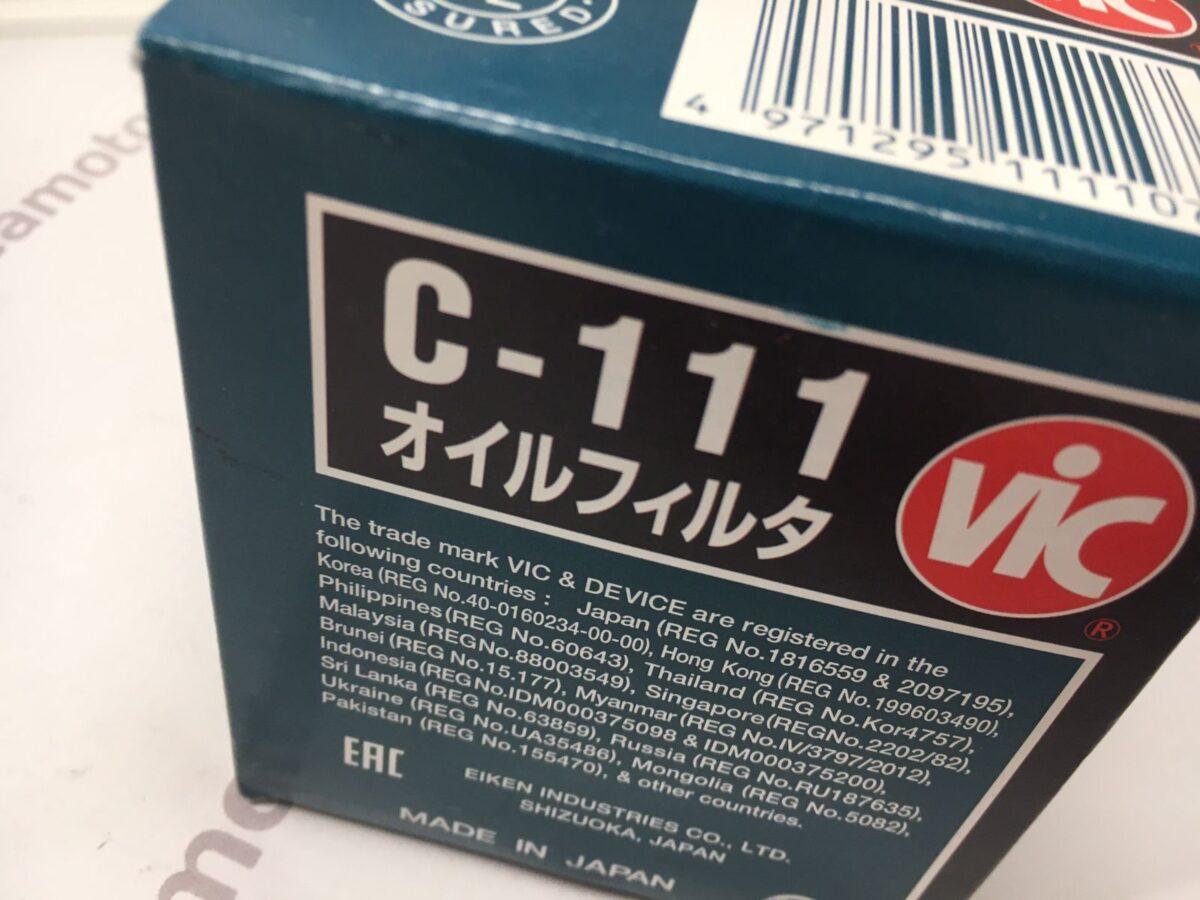 SURED
VIC
4 971295 11110
C-111
オイルフィルタ
VIC
®
The trade mark VIC & DEVICE are registered in the
following countries : Japan (REG No.1816559 & 2097195),
Korea (REG No.40-0160234-00-00), Hong Kong (REG No.199603490),
Philippines (REG No.60643), Thailand (REG No.Kor4757),
Malaysia (REGNo.88003549), Singapore (REGNo.2202/82),
Brunei (REG No.15.177), Myanmar (REG No.IV/3797/2012),
Indonesia (REG No.IDM000375098 & IDM000375200),
Sri Lanka (REG No.63859), Russia (REG No.RU187635),
Ukraine (REG No.UA35486), Mongolia (REG No.5082),
Pakistan (REG No.155470), & other countries.
EAC
EIKEN INDUSTRIES CO., LTD.
SHIZUOKA, JAPAN
MADE IN JAPAN
amoto